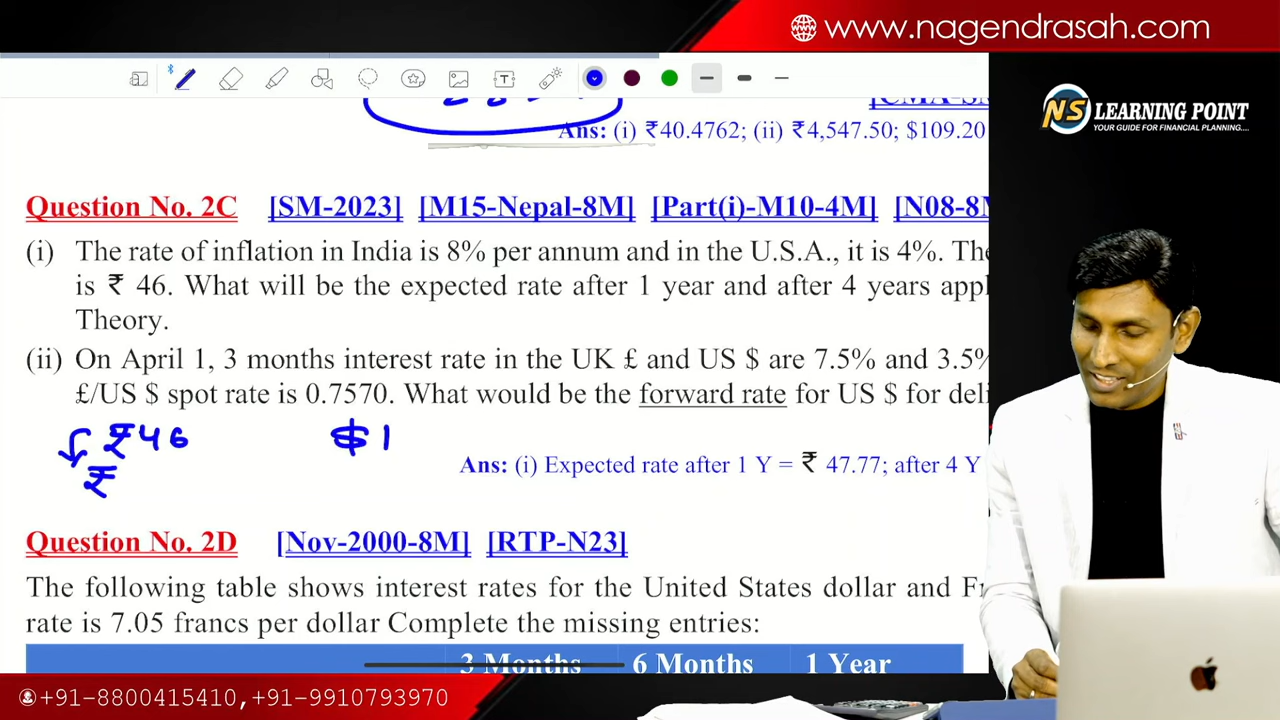 www.nagendrasah.com
NS LEARNING POINT
YOUR GUIDE FOR FINANCIAL PLANNING....
Ans: (i) ₹40.4762; (ii) ₹4,547.50; $109.20
Question No. 2C [SM-2023] [M15-Nepal-8M] [Part(i)-M10-4M] [N08-8M
(i) The rate of inflation in India is 8% per annum and in the U.S.A., it is 4%. The
is ₹ 46. What will be the expected rate after 1 year and after 4 years appl
Theory.
(ii) On April 1, 3 months interest rate in the UK £ and US $ are 7.5% and 3.5%
£/US $ spot rate is 0.7570. What would be the forward rate for US $ for deli
₹46 $1
₹
Ans: (i) Expected rate after 1 Y = ₹ 47.77; after 4 Y
Question No. 2D [Nov-2000-8M] [RTP-N23]
The following table shows interest rates for the United States dollar and F
rate is 7.05 francs per dollar Complete the missing entries:
3 Months 6 Months 1 Year
+91-8800415410,+91-9910793970